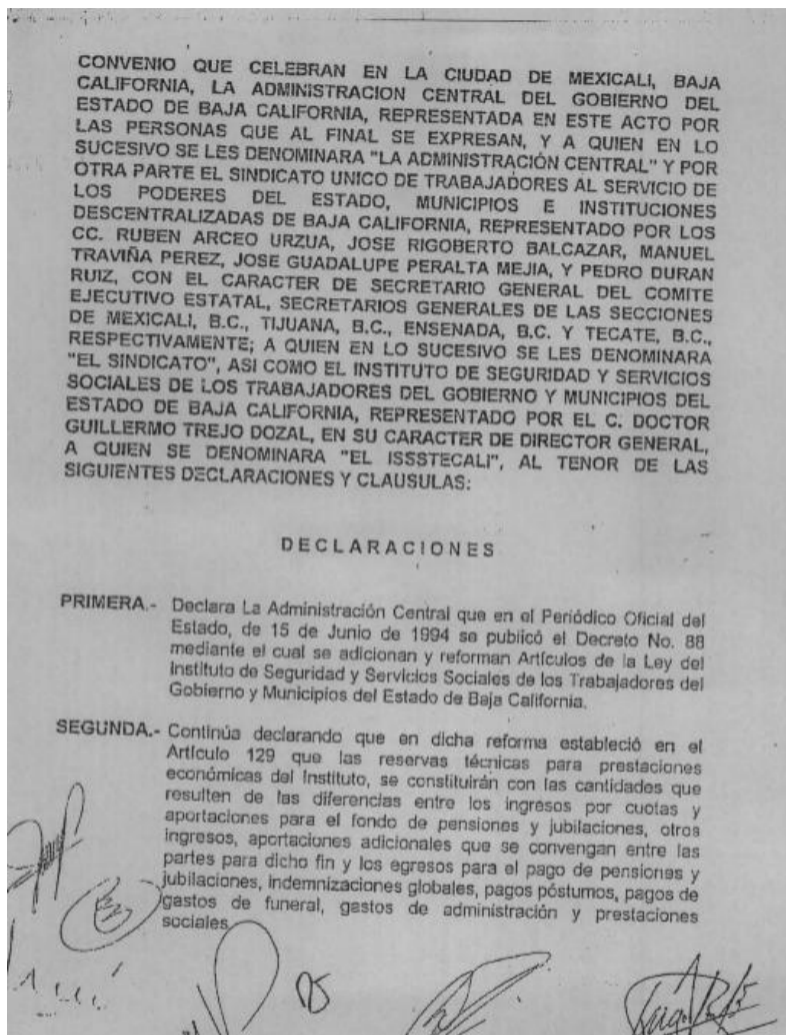 CONVENIO QUE CELEBRAN EN LA CIUDAD DE MEXICALI, BAJA
CALIFORNIA, LA ADMINISTRACION CENTRAL DEL GOBIERNO DEL
ESTADO DE BAJA CALIFORNIA, REPRESENTADA EN ESTE ACTO POR
LAS PERSONAS QUE AL FINAL SE EXPRESAN, Y A QUIEN EN LO
SUCESIVO SE LES DENOMINARA "LA ADMINISTRACIÓN CENTRAL" Y POR
OTRA PARTE EL SINDICATO UNICO DE TRABAJADORES AL SERVICIO DE
LOS PODERES DEL ESTADO, MUNICIPIOS E INSTITUCIONES
DESCENTRALIZADAS DE BAJA CALIFORNIA, REPRESENTADO POR LOS
CC. RUBEN ARCEO URZUA, JOSE RIGOBERTO BALCAZAR, MANUEL
TRAVIÑA PEREZ, JOSE GUADALUPE PERALTA MEJIA, Y PEDRO DURAN
RUIZ, CON EL CARACTER DE SECRETARIO GENERAL DEL COMITE
EJECUTIVO ESTATAL, SECRETARIOS GENERALES DE LAS SECCIONES
DE MEXICALI, B.C., TIJUANA, B.C., ENSENADA, B.C. Y TECATE, B.C.,
RESPECTIVAMENTE; A QUIEN EN LO SUCESIVO SE LES DENOMINARA
"EL SINDICATO", ASI COMO EL INSTITUTO DE SEGURIDAD Y SERVICIOS
SOCIALES DE LOS TRABAJADORES DEL GOBIERNO Y MUNICIPIOS DEL
ESTADO DE BAJA CALIFORNIA, REPRESENTADO POR EL C. DOCTOR
GUILLERMO TREJO DOZAL, EN SU CARACTER DE DIRECTOR GENERAL,
A QUIEN SE DENOMINARA "EL ISSSTECALI", AL TENOR DE LAS
SIGUIENTES DECLARACIONES Y CLAUSULAS:
DECLARACIONES
PRIMERA.- Declara La Administración Central que en el Periódico Oficial del
Estado, de 15 de Junio de 1994 se publicó el Decreto No. 88
mediante el cual se adicionan y reforman Artículos de la Ley del
Instituto de Seguridad y Servicios Sociales de los Trabajadores del
Gobierno y Municipios del Estado de Baja California.
SEGUNDA.- Continúa declarando que en dicha reforma estableció en el
Artículo 129 que las reservas técnicas para prestaciones
económicas del Instituto, se constituirán con las cantidades que
resulten de las diferencias entre los ingresos por cuotas y
aportaciones para el fondo de pensiones y jubilaciones, otros
ingresos, aportaciones adicionales que se convengan entre las
partes para dicho fin y los egresos para el pago de pensiones y
jubilaciones, indemnizaciones globales, pagos póstumos, pagos de
gastos de funeral, gastos de administración y prestaciones
sociales.